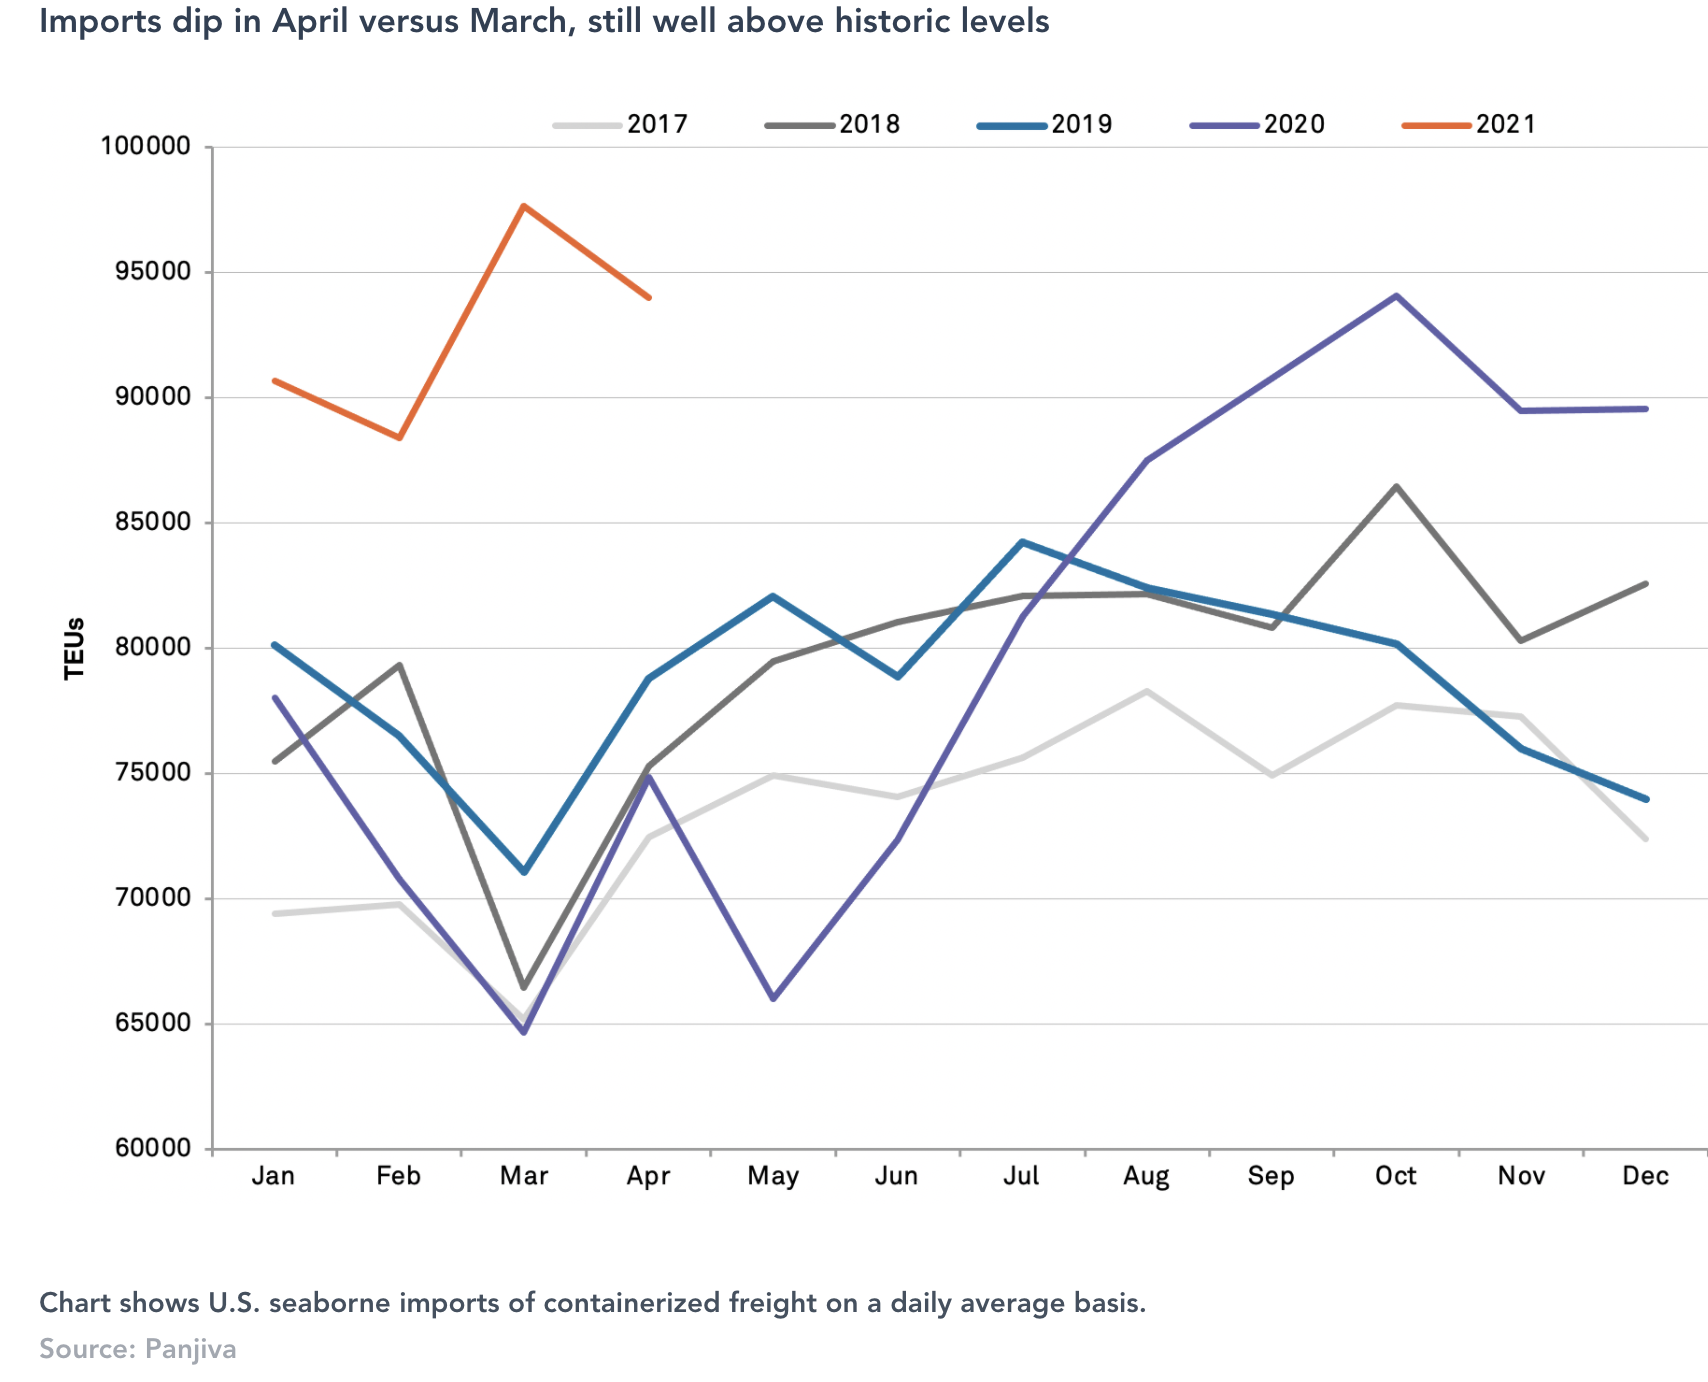 Imports dip in April versus March, still well above historic levels
2017 2018 2019 2020 2021
100000
95000
90000
85000
80000
75000
70000
65000
60000
TEUs
Jan Feb Mar Apr May Jun Jul Aug Sep Oct Nov Dec
Chart shows U.S. seaborne imports of containerized freight on a daily average basis.
Source: Panjiva